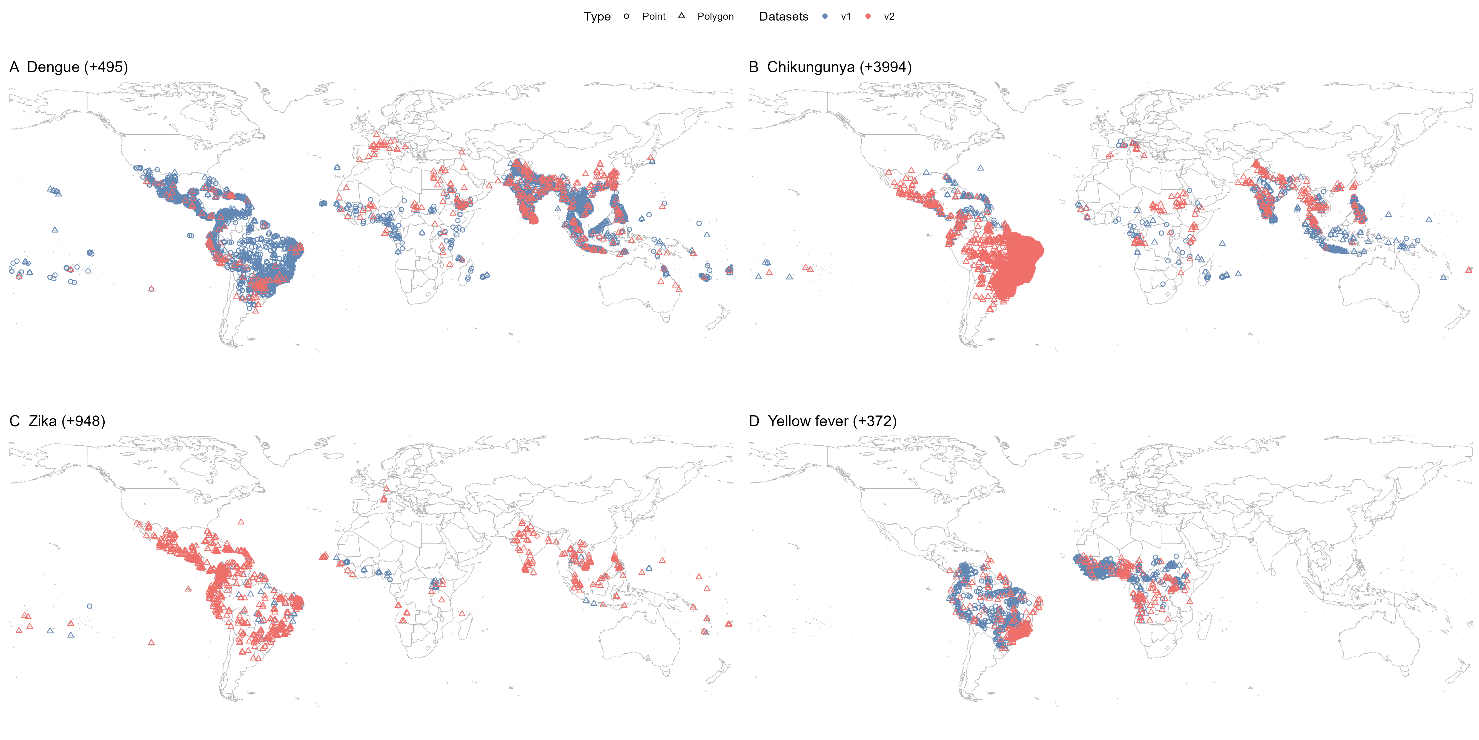 Type Point Polygon Datasets v1 v2
A Dengue (+495)
B Chikungunya (+3994)
C Zika (+948)
D Yellow fever (+372)